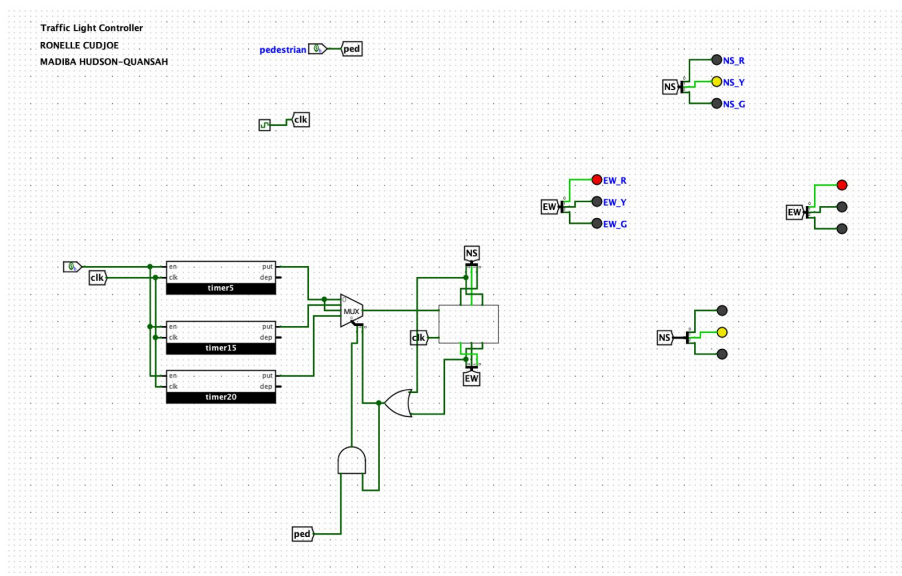 Traffic Light Controller
RONELLE CUDJOE
MADIBA HUDSON-QUANSAH
pedestrian
ped
clk
NS
NS_R
NS_Y
NS_G
EW
EW_R
EW_Y
EW_G
EW
clk
en put
clk dep
timer5
en put
clk dep
timer15
en put
clk dep
timer20
MUX
NS
clk
EW
NS
ped